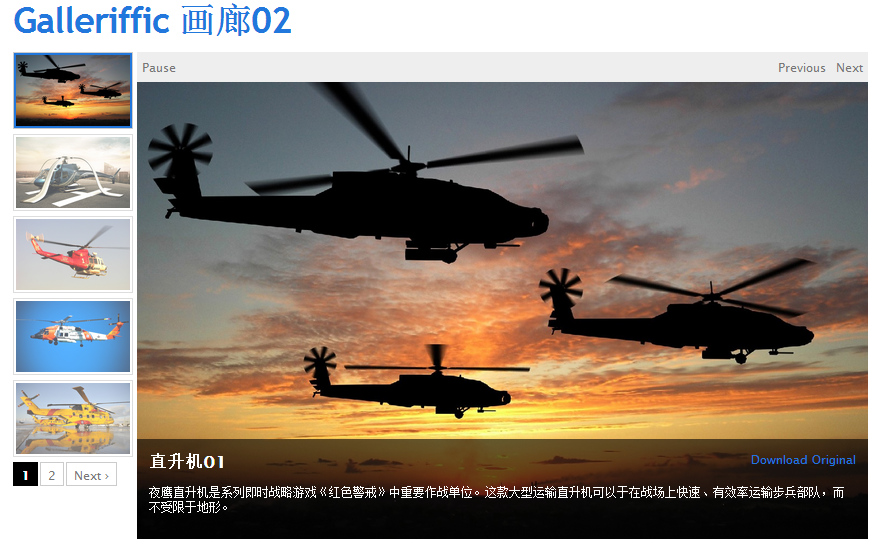 Galleriffic 画廊02
Pause
Previous Next
直升机01
Download Original
夜鹰直升机是系列即时战略游戏《红色警戒》中重要作战单位。这款大型运输直升机可以于在战场上快速、有效率运输步兵部队，而
不受限于地形。
1 2 Next ›